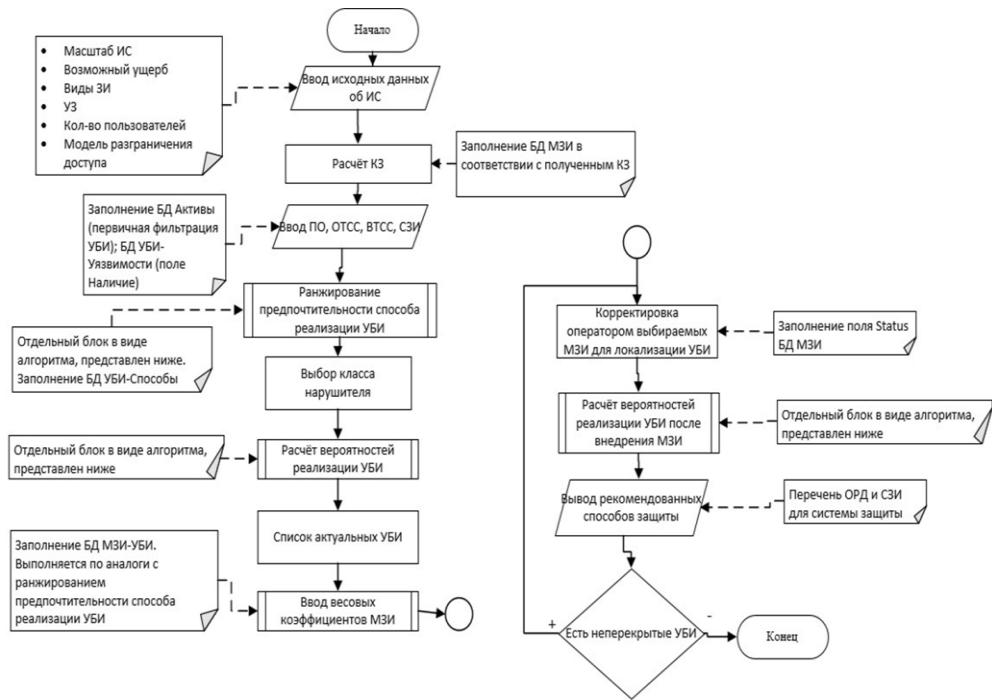 Начало
Масштаб ИС
Возможный ущерб
Виды ЗИ
УЗ
Кол-во пользователей
Модель разграничения
доступа
Ввод исходных данных
об ИС
Расчёт КЗ
Заполнение БД МЗИ в
соответствии с полученным КЗ
Заполнение БД Активы
(первичная фильтрация
УБИ); БД УБИ-
Уязвимости (поле
Наличие)
Ввод ПО, ОТСС, ВТСС, СЗИ
Ранжирование
предпочтительности способа
реализации УБИ
Отдельный блок в виде
алгоритма, представлен ниже.
Заполнение БД УБИ-Способы
Выбор класса
нарушителя
Отдельный блок в виде алгоритма,
представлен ниже
Расчёт вероятностей
реализации УБИ
Список актуальных УБИ
Заполнение БД МЗИ-УБИ.
Выполняется по аналоги с
ранжированием
предпочтительности способа
реализации УБИ
Ввод весовых
коэффициентов МЗИ
Корректировка
оператором выбираемых
МЗИ для локализации УБИ
Заполнение поля Status
БД МЗИ
Расчёт вероятностей
реализации УБИ после
внедрения МЗИ
Отдельный блок в виде алгоритма,
представлен ниже
Вывод рекомендованных
способов защиты
Перечень ОРД и СЗИ
для системы защиты
+
Есть неперекрытые УБИ
-
Конец